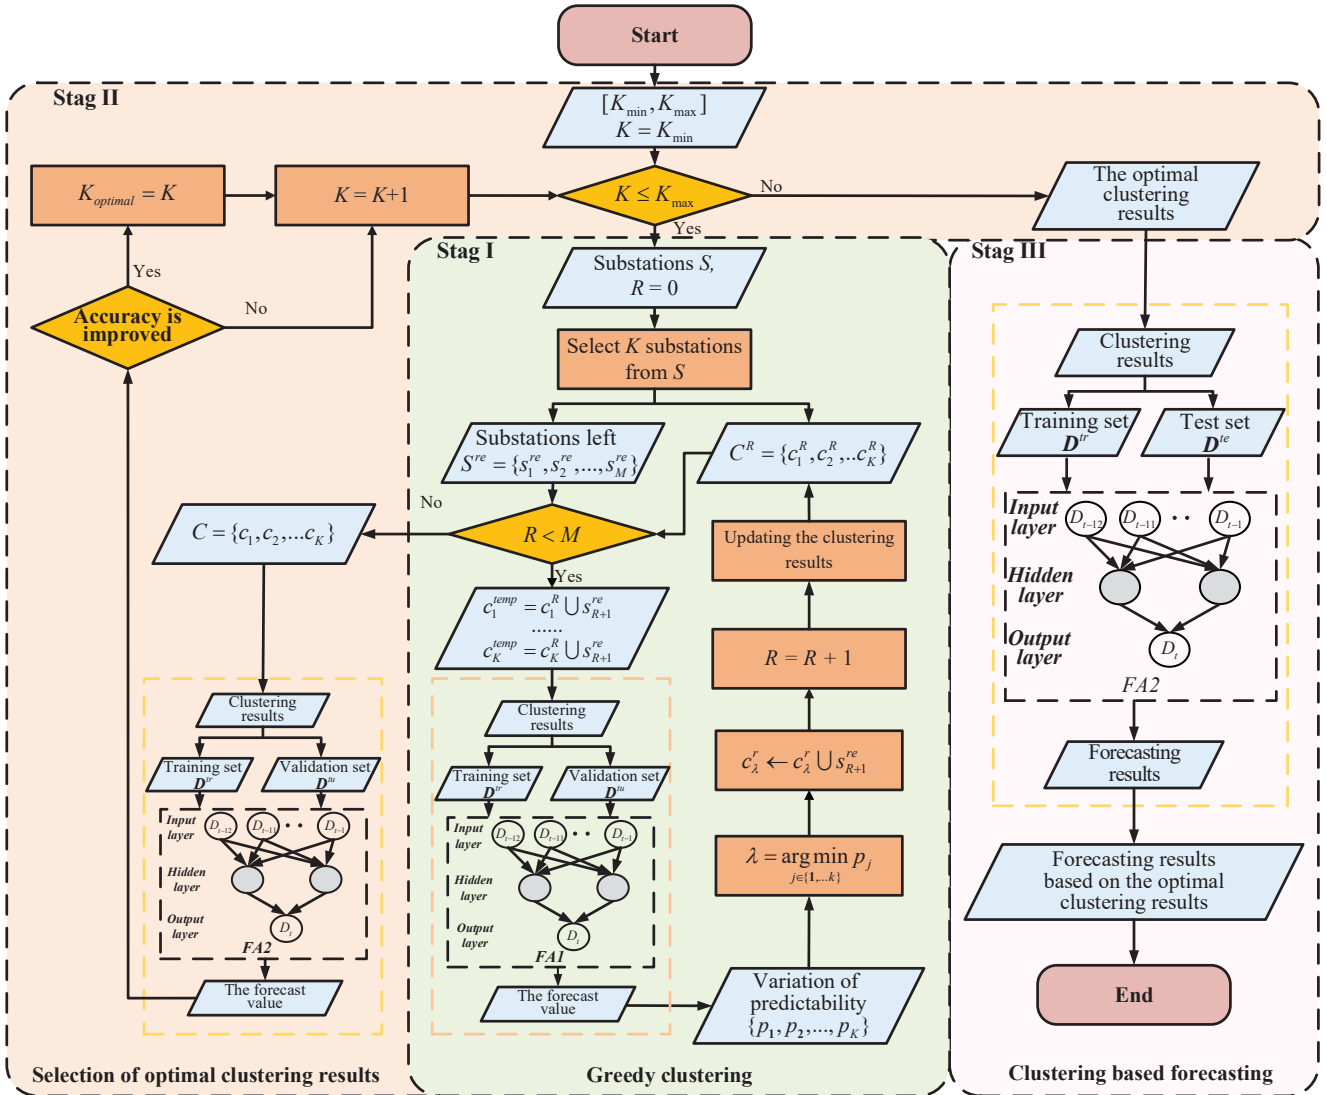 Start
Stag II
[K_min, K_max]
K = K_min
K_optimal = K
K = K+1
K ≤ K_max
No
The optimal
clustering
results
Yes
Stag I
Stag III
Substations S,
R = 0
Yes
Accuracy is
improved
No
Select K substations
from S
Clustering
results
Training set
D^tr
Test set
D^te
Substations left
S^re = {s_1^re, s_2^re, ..., s_M^re}
C^R = {c_1^R, c_2^R, ..c_K^R}
No
C = {c_1, c_2, ...c_K}
R < M
Updating the clustering
results
Input
layer
D_t−12
D_t−11
· ·
D_t−1
Hidden
layer
Output
layer
D_t
FA2
Yes
c_1^temp = c_1^R ∪ s_R+1^re
......
c_K^temp = c_K^R ∪ s_R+1^re
R = R + 1
Clustering
results
Training set
D^tr
Validation set
D^tu
Input
layer
D_t−12
D_t−11
· ·
D_t−1
Hidden
layer
Output
layer
D_t
FA2
The forecast
value
Clustering
results
Training set
D^tr
Validation set
D^tu
Input
layer
D_t−12
D_t−11
· ·
D_t−1
Hidden
layer
Output
layer
D_t
FA1
The forecast
value
c_λ^r ← c_λ^r ∪ s_R+1^re
λ = arg min p_j
j∈{1,...k}
Variation of
predictability
{p_1, p_2, ..., p_K}
Forecasting
results
Forecasting results
based on the optimal
clustering results
End
Selection of optimal clustering results
Greedy clustering
Clustering based forecasting